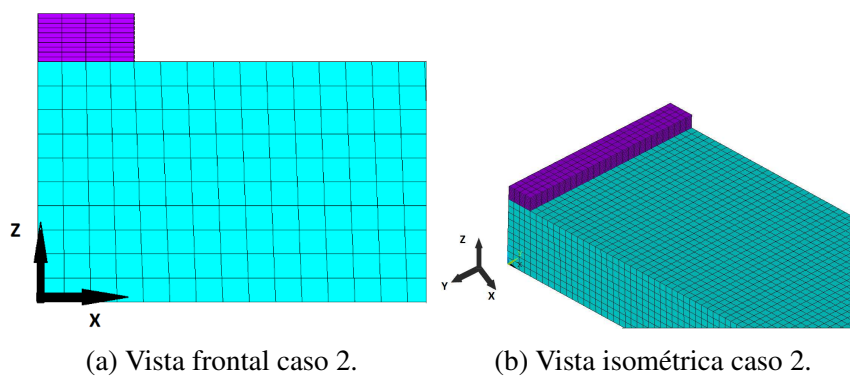 Z
X
Z
Y
X
(a) Vista frontal caso 2.
(b) Vista isométrica caso 2.